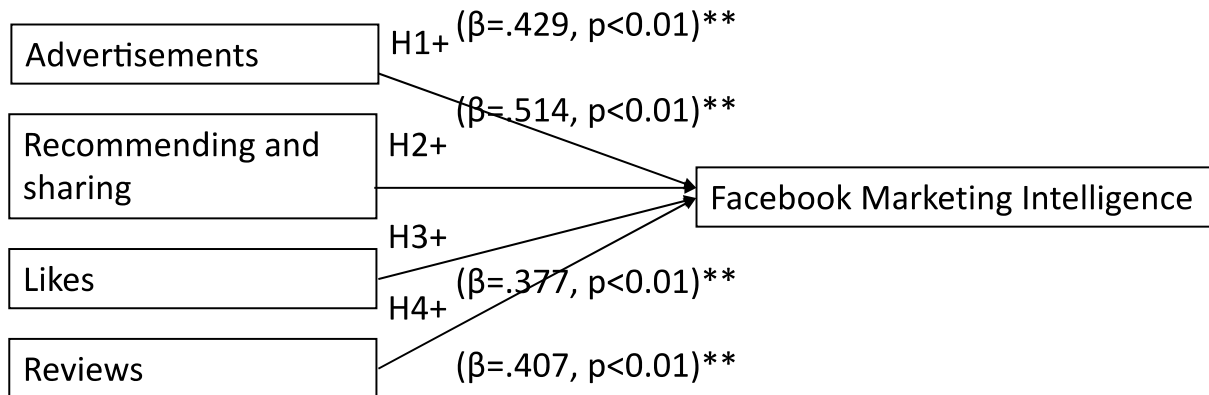 (β=.429, p<0.01)**
H1+
Advertisements
(β=.514, p<0.01)**
Recommending and
sharing
H2+
Facebook Marketing Intelligence
H3+
Likes
(β=.377, p<0.01)**
H4+
Reviews
(β=.407, p<0.01)**